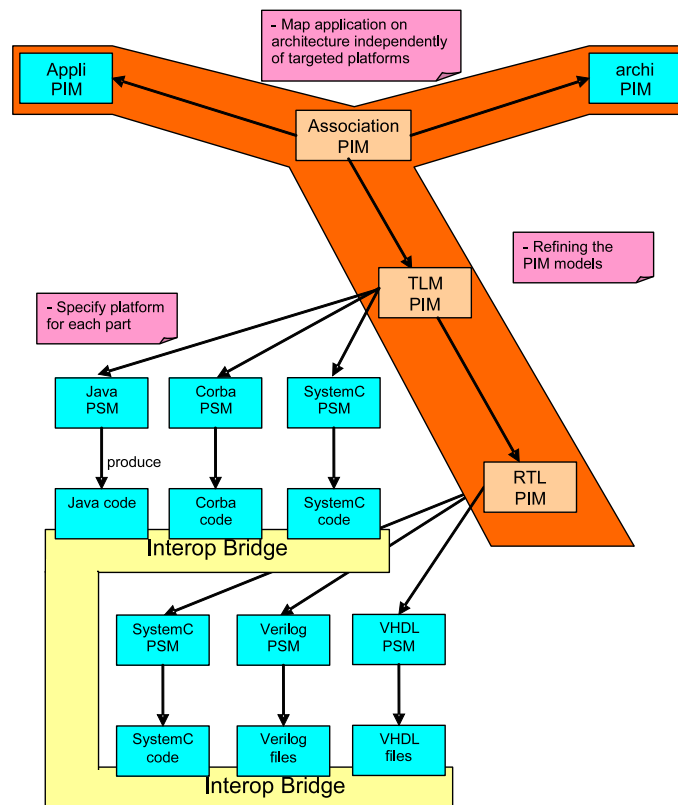 - Map application on
architecture independently
of targeted platforms
Appli
PIM
archi
PIM
Association
PIM
- Refining the
PIM models
TLM
PIM
- Specify platform
for each part
Java
PSM
Corba
PSM
SystemC
PSM
produce
RTL
PIM
Java code
Corba
code
SystemC
code
Interop Bridge
SystemC
PSM
Verilog
PSM
VHDL
PSM
SystemC
code
Verilog
files
VHDL
files
Interop Bridge